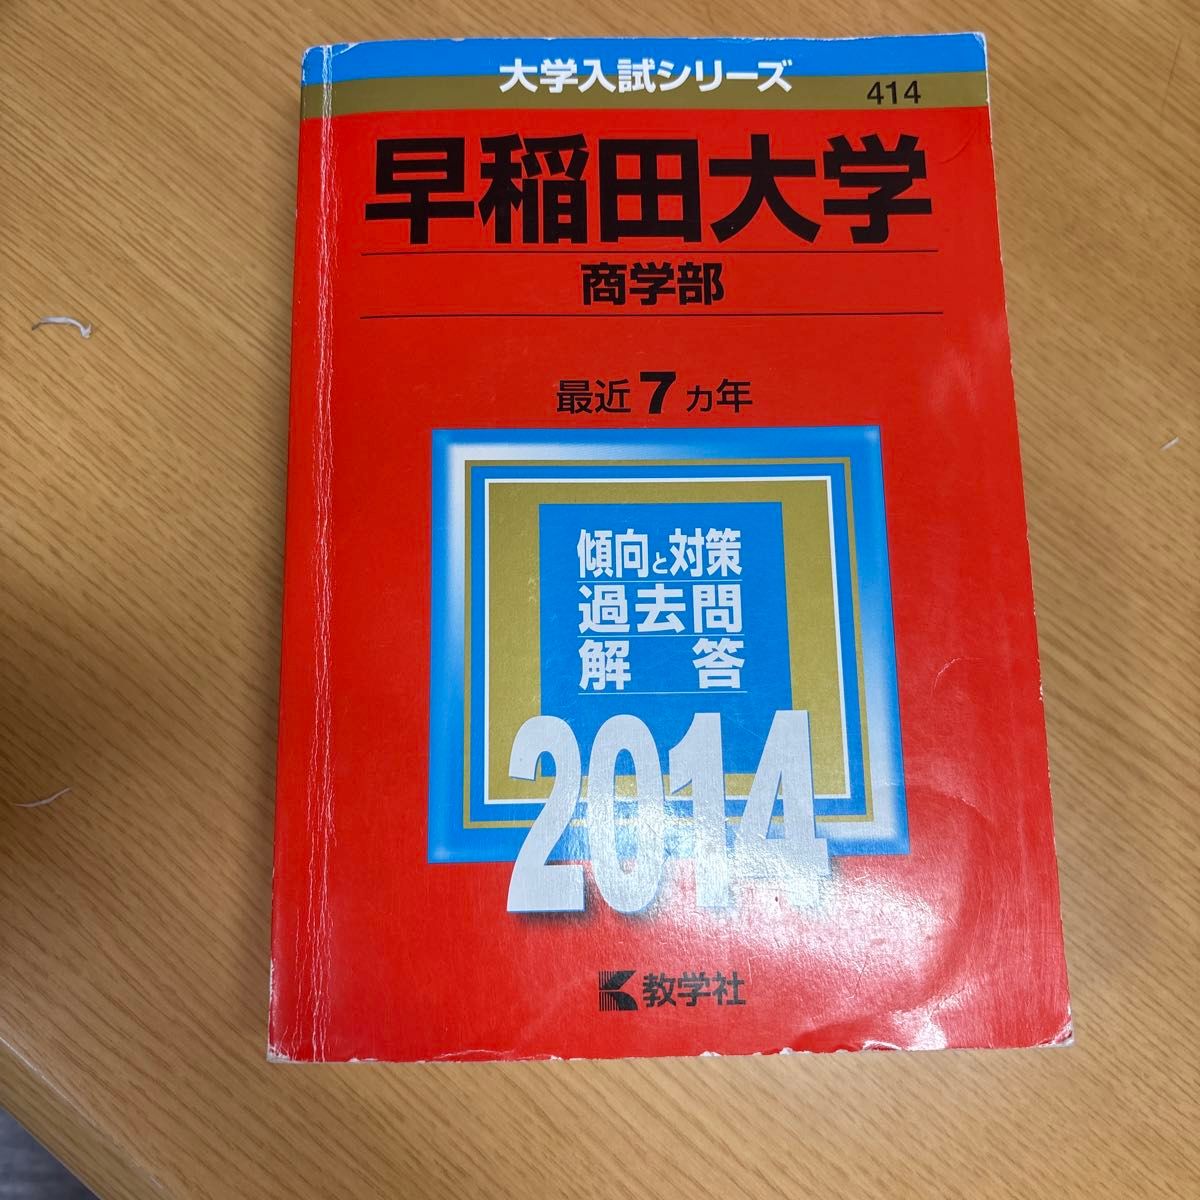 大学入試シリーズ
414
早稲田大学
商学部
最近7カ年
傾向と対策
過去問
解答
2014
教学社